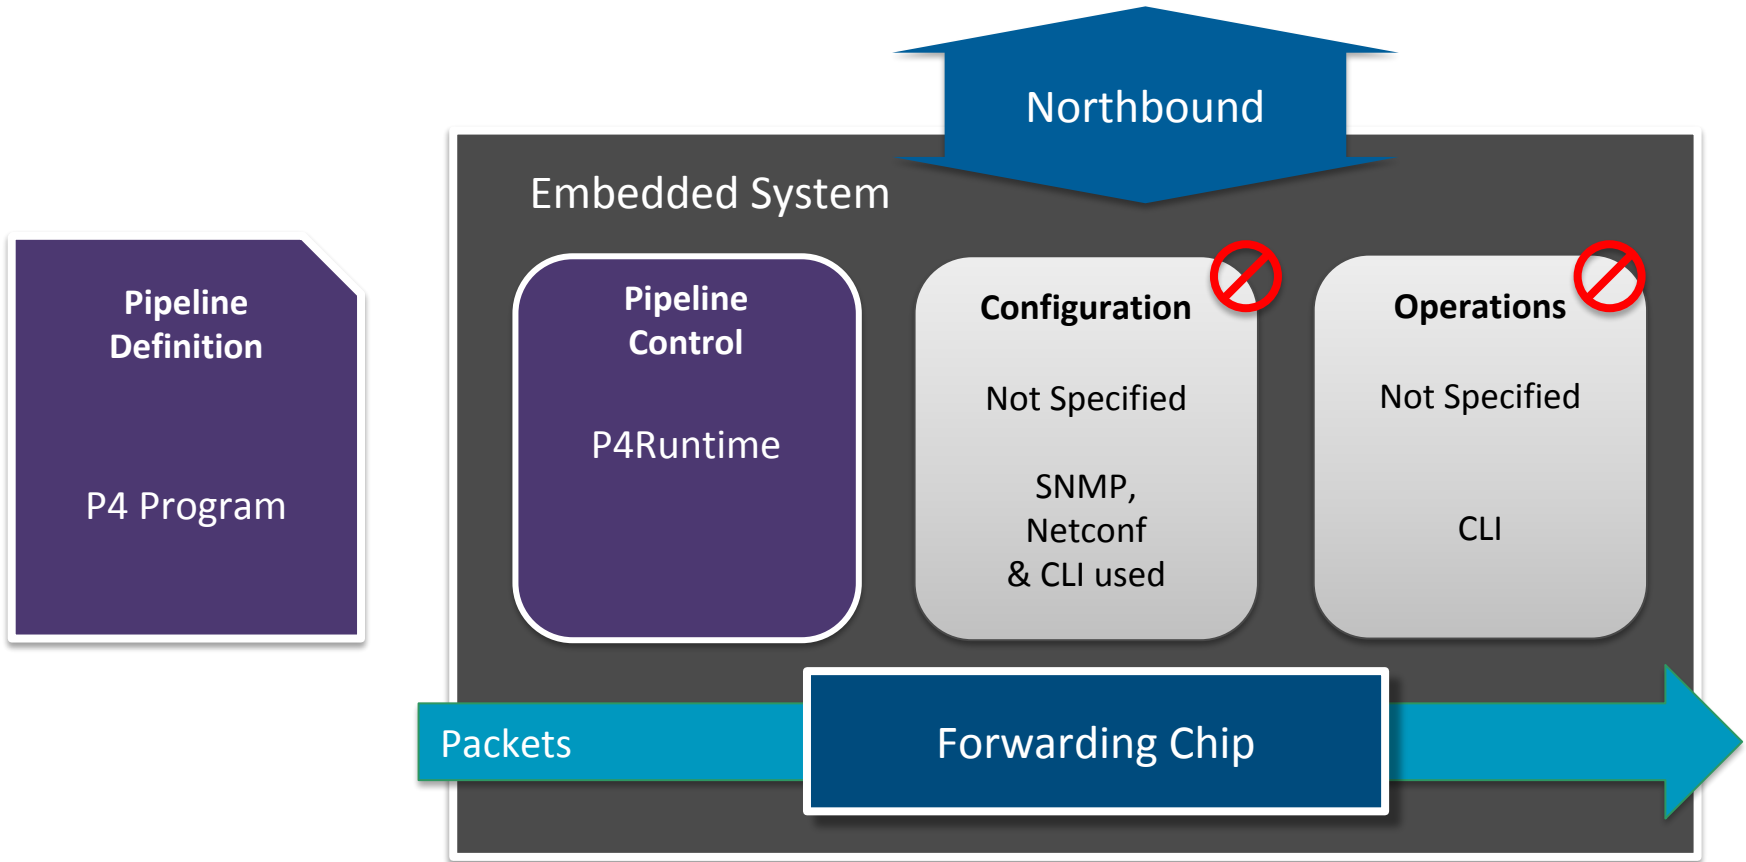 Northbound
Embedded System
Pipeline
Definition
P4 Program
Pipeline
Control
P4Runtime
Configuration
Not Specified
SNMP,
Netconf
& CLI used
Operations
Not Specified
CLI
Packets
Forwarding Chip